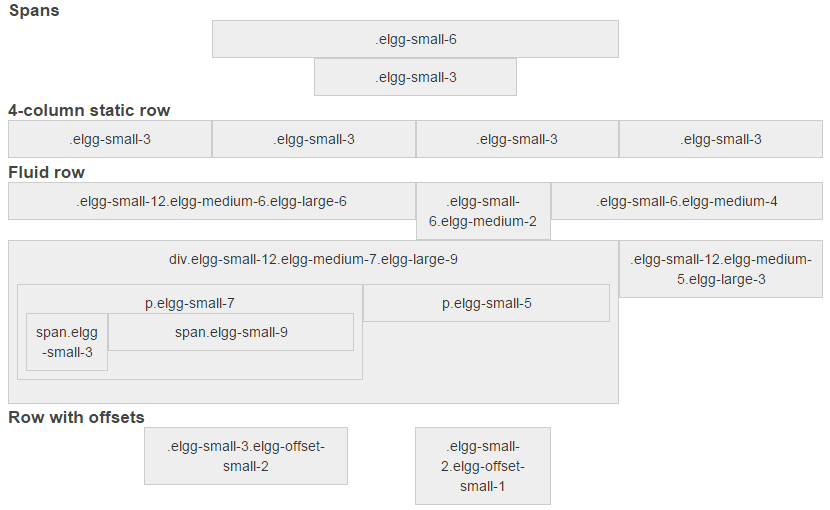 Spans
.elgg-small-6
.elgg-small-3
4-column static row
.elgg-small-3 .elgg-small-3 .elgg-small-3 .elgg-small-3
Fluid row
.elgg-small-12.elgg-medium-6.elgg-large-6
.elgg-small-
6.elgg-medium-2
.elgg-small-6.elgg-medium-4
div.elgg-small-12.elgg-medium-7.elgg-large-9
p.elgg-small-7
span.elgg
-small-3
span.elgg-small-9
p.elgg-small-5
.elgg-small-12.elgg-medium-
5.elgg-large-3
Row with offsets
.elgg-small-3.elgg-offset-
small-2
.elgg-small-
2.elgg-offset-
small-1